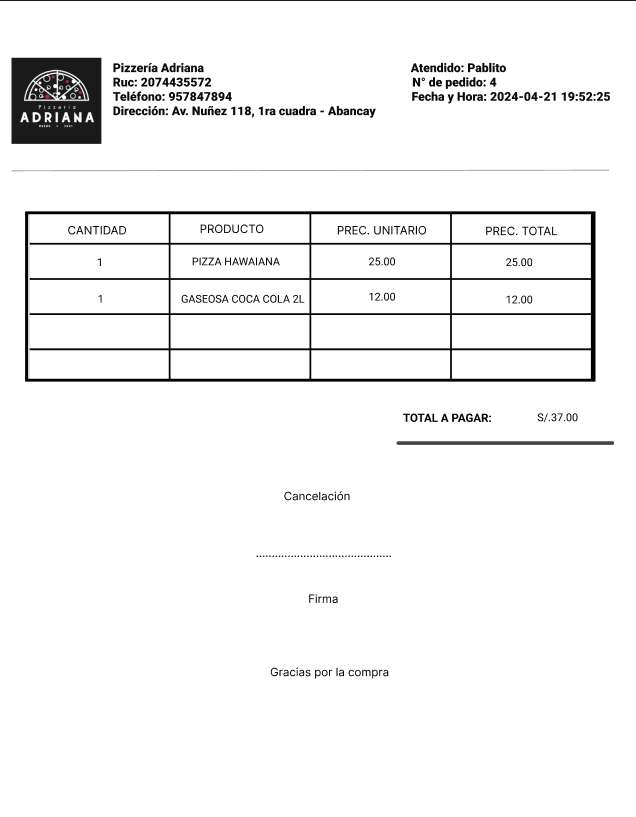 Pizzería
ADRIANA
Pizzería Adriana
Ruc: 2074435572
Teléfono: 957847894
Dirección: Av. Nuñez 118, 1ra cuadra - Abancay
Atendido: Pablito
N° de pedido: 4
Fecha y Hora: 2024-04-21 19:52:25
CANTIDAD PRODUCTO PREC. UNITARIO PREC. TOTAL
1 PIZZA HAWAIANA 25.00 25.00
1 GASEOSA COCA COLA 2L 12.00 12.00
TOTAL A PAGAR: S/.37.00
Cancelación
...........................................
Firma
Gracias por la compra